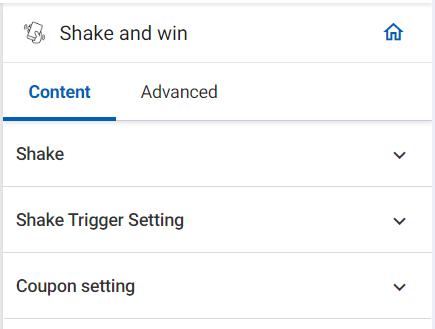 Shake and win
Content Advanced
Shake
Shake Trigger Setting
Coupon setting